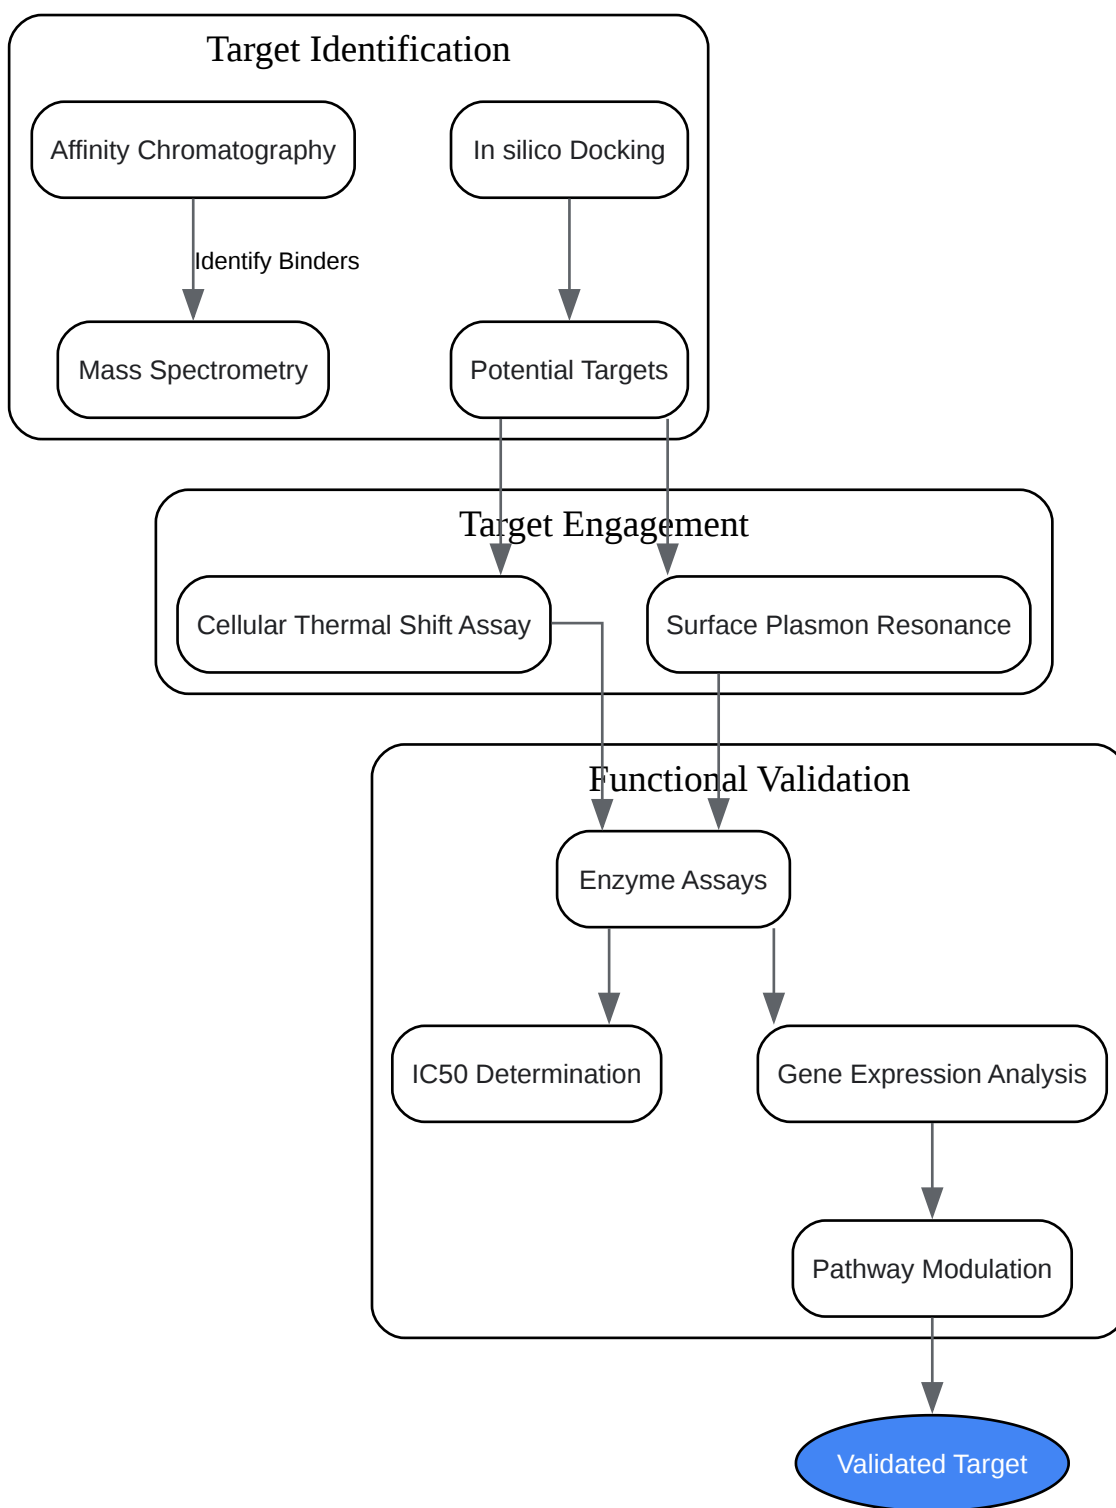 Target Identification
Affinity Chromatography
In silico Docking
Identify Binders
Mass Spectrometry
Potential Targets
Target Engagement
Cellular Thermal Shift Assay
Surface Plasmon Resonance
Functional Validation
Enzyme Assays
IC50 Determination
Gene Expression Analysis
Pathway Modulation
Validated Target